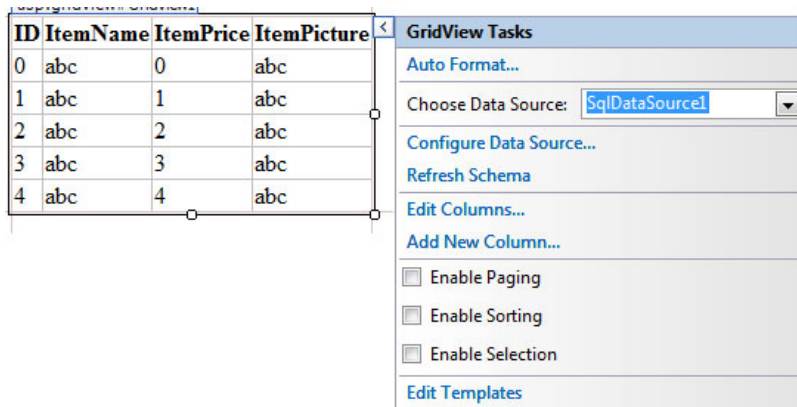 ID ItemName ItemPrice ItemPicture
0 abc 0 abc
1 abc 1 abc
2 abc 2 abc
3 abc 3 abc
4 abc 4 abc
GridView Tasks
Auto Format...
Choose Data Source: SqlDataSource1
Configure Data Source...
Refresh Schema
Edit Columns...
Add New Column...
Enable Paging
Enable Sorting
Enable Selection
Edit Templates